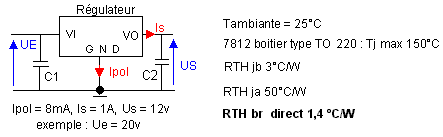 Régulateur
Is
UE
VI
VO
G N D
C1
Ipol
C2
US
Ipol = 8mA, Is = 1A, Us = 12v
exemple : Ue = 20v
Tambiante = 25°C
7812 boitier type TO 220 : Tj max 150°C
RTH jb 3°C/W
RTH ja 50°C/W
RTH br direct 1,4 °C/W